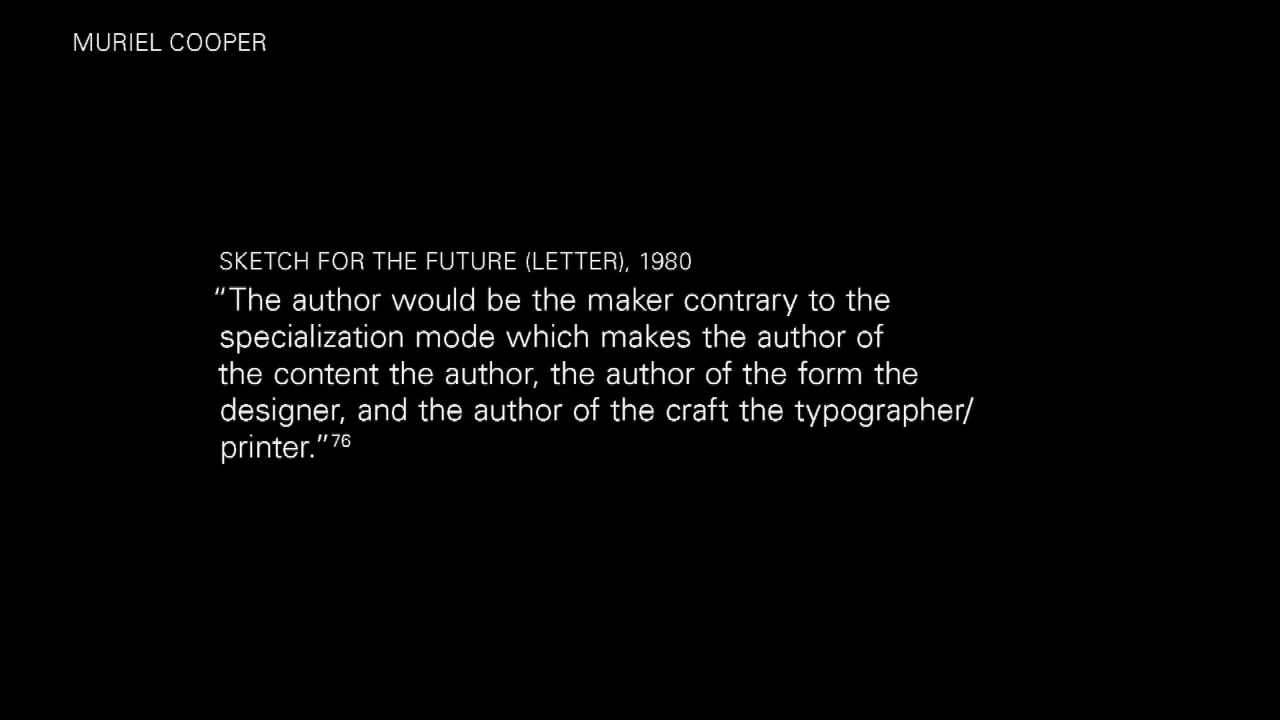 MURIEL COOPER
SKETCH FOR THE FUTURE (LETTER), 1980
“The author would be the maker contrary to the
specialization mode which makes the author of
the content the author, the author of the form the
designer, and the author of the craft the typographer/
printer.”76